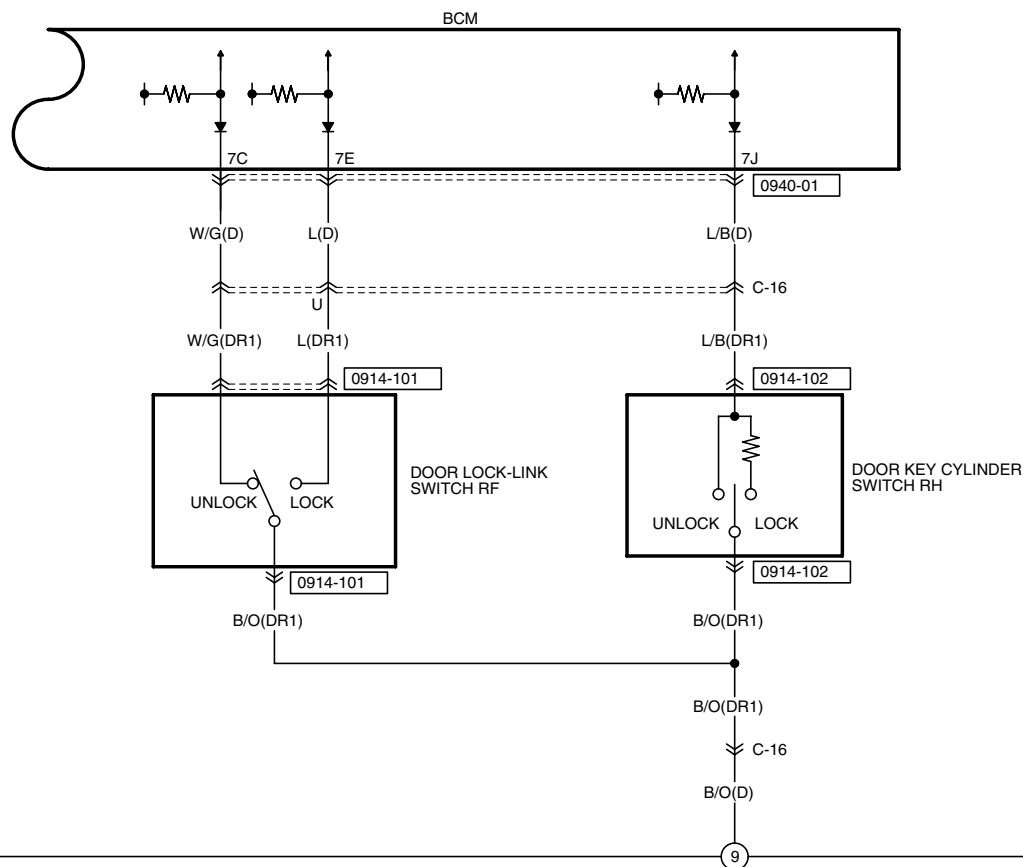 BCM
7C
7E
7J
0940-01
W/G(D)
L(D)
L/B(D)
C-16
U
W/G(DR1)
L(DR1)
L/B(DR1)
0914-101
0914-102
DOOR LOCK-LINK
SWITCH RF
DOOR KEY CYLINDER
SWITCH RH
UNLOCK
LOCK
UNLOCK
LOCK
0914-101
0914-102
B/O(DR1)
B/O(DR1)
B/O(DR1)
C-16
B/O(D)
9